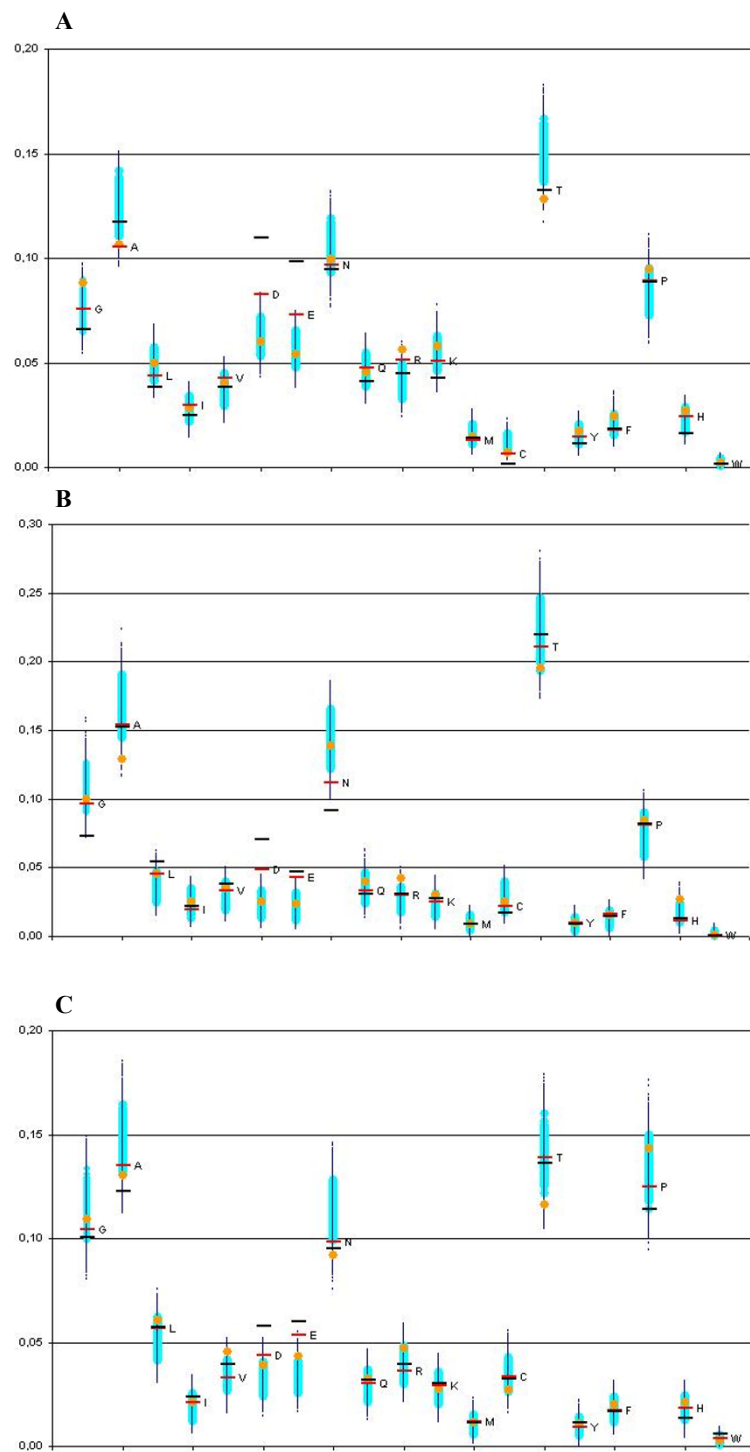 A
0,20
0,15
0,10
0,05
0,00
G
A
L
I
V
D
E
N
Q
R
K
M
C
T
Y
F
P
H
W
B
0,30
0,25
0,20
0,15
0,10
0,05
0,00
G
A
L
I
V
D
E
N
Q
R
K
M
C
T
Y
F
P
H
W
C
0,20
0,15
0,10
0,05
0,00
G
A
L
I
V
D
E
N
Q
R
K
M
C
T
Y
F
P
H
W